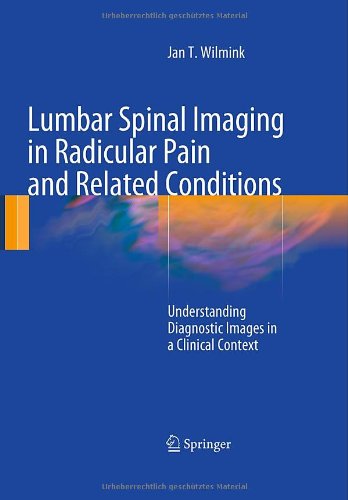 Urheberrechtlich geschütztes Material
Jan T. Wilmink
Lumbar Spinal Imaging
in Radicular Pain
and Related Conditions
Understanding
Diagnostic Images in
a Clinical Context
Springer
Urheberrechtlich geschütztes Material